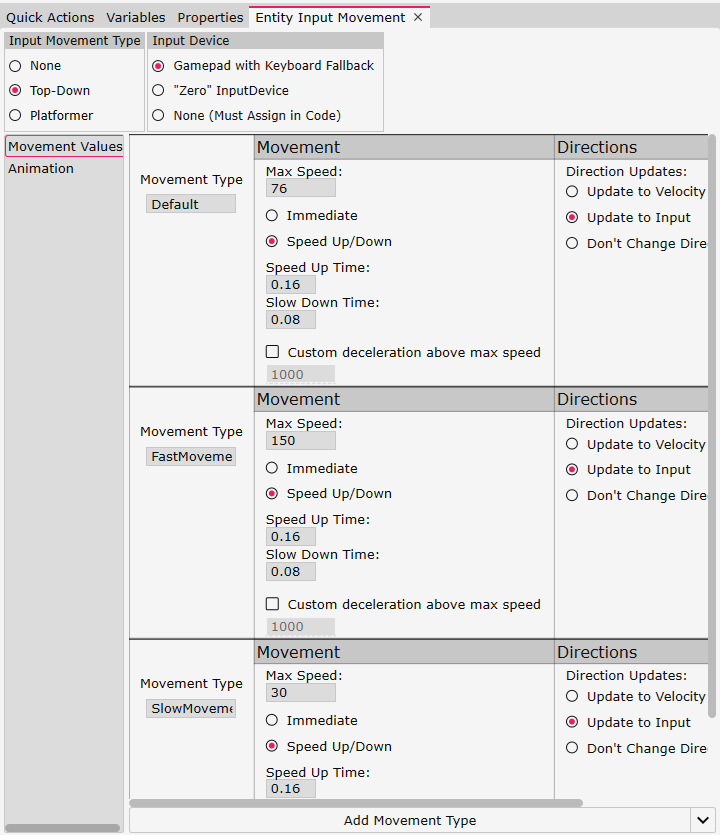 Quick Actions Variables Properties Entity Input Movement ×
Input Movement Type
None
Top-Down
Platformer
Input Device
Gamepad with Keyboard Fallback
"Zero" InputDevice
None (Must Assign in Code)
Movement Values
Animation
Movement Type
Default
Movement
Max Speed:
76
Immediate
Speed Up/Down
Speed Up Time:
0.16
Slow Down Time:
0.08
Custom deceleration above max speed
1000
Directions
Direction Updates:
Update to Velocity
Update to Input
Don't Change Dire
Movement Type
FastMoveme
Movement
Max Speed:
150
Immediate
Speed Up/Down
Speed Up Time:
0.16
Slow Down Time:
0.08
Custom deceleration above max speed
1000
Directions
Direction Updates:
Update to Velocity
Update to Input
Don't Change Dire
Movement Type
SlowMoveme
Movement
Max Speed:
30
Immediate
Speed Up/Down
Speed Up Time:
0.16
Directions
Direction Updates:
Update to Velocity
Update to Input
Don't Change Dire
Add Movement Type